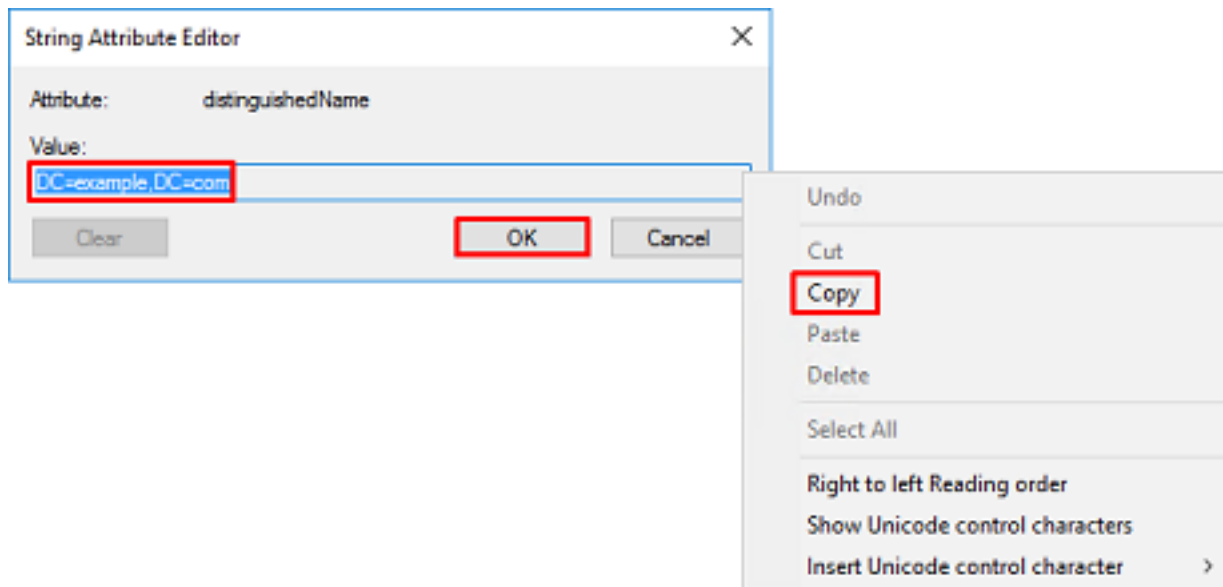 String Attribute Editor
Attribute: distinguishedName
Value:
DC=example,DC=com
Clear OK Cancel
Undo
Cut
Copy
Paste
Delete
Select All
Right to left Reading order
Show Unicode control characters
Insert Unicode control character